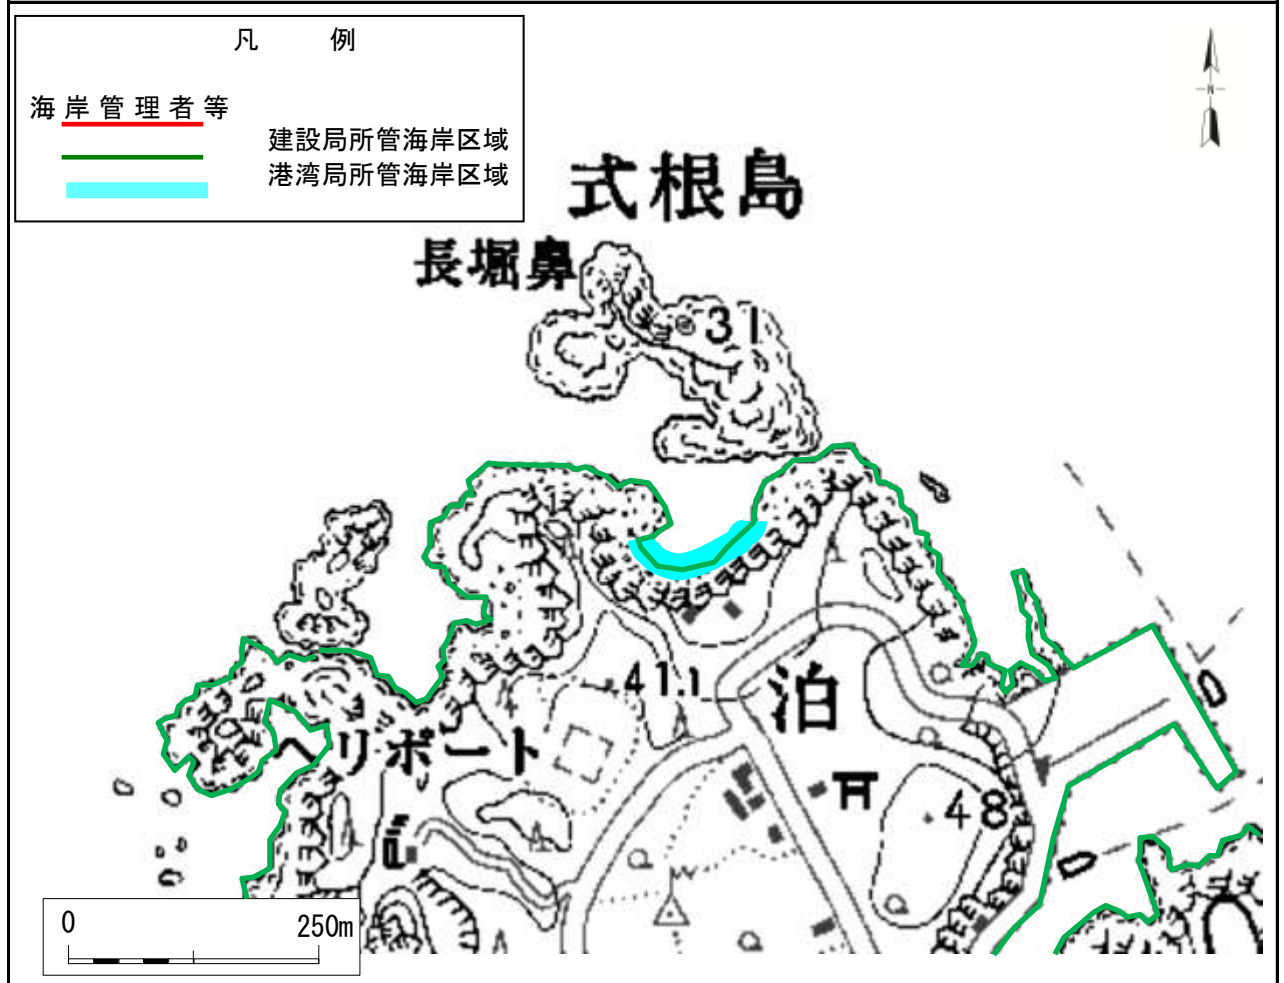 凡 例
海岸管理者等
建設局所管海岸区域
港湾局所管海岸区域
N
式根島
長堀鼻
31
41.1
泊
ヘリポート
48
0 250m